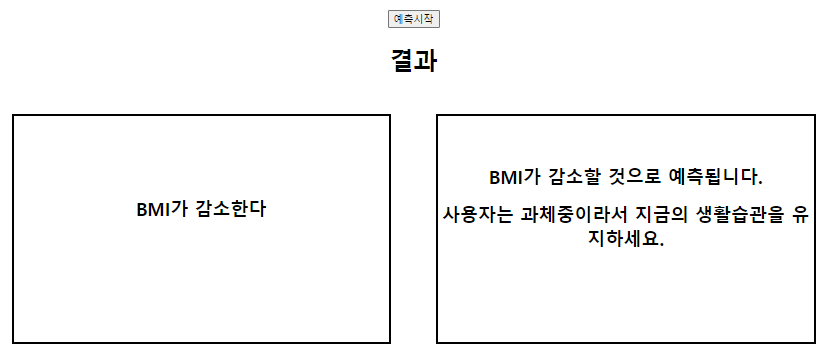 예측시작
결과
BMI가 감소한다
BMI가 감소할 것으로 예측됩니다.
사용자는 과체중이라서 지금의 생활습관을 유
지하세요.